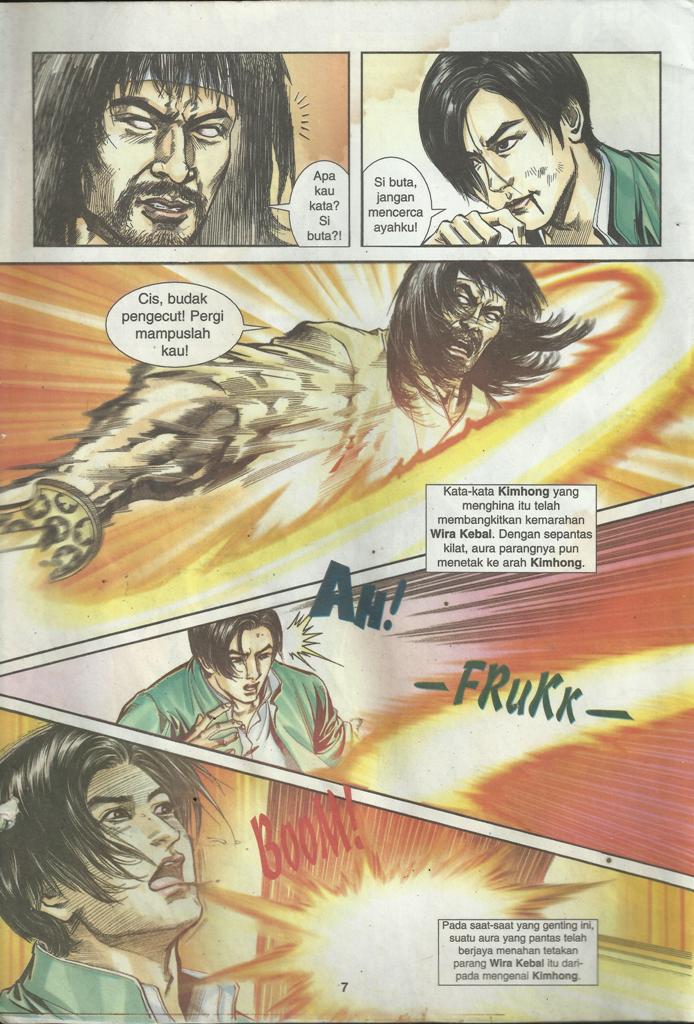 Apa
kau
kata?
Si
buta?!
Si buta,
jangan
mencerca
ayahku!
Cis, budak
pengecut! Pergi
mampuslah
kau!
Kata-kata Kimhong yang
menghina itu telah
membangkitkan kemarahan
Wira Kebal. Dengan sepantas
kilat, aura parangnya pun
menetak ke arah Kimhong.
AH!
—FRUKK—
BOOM!
Pada saat-saat yang genting ini,
suatu aura yang pantas telah
berjaya menahan tetakan
parang Wira Kebal itu dari-
pada mengenai Kimhong.
7